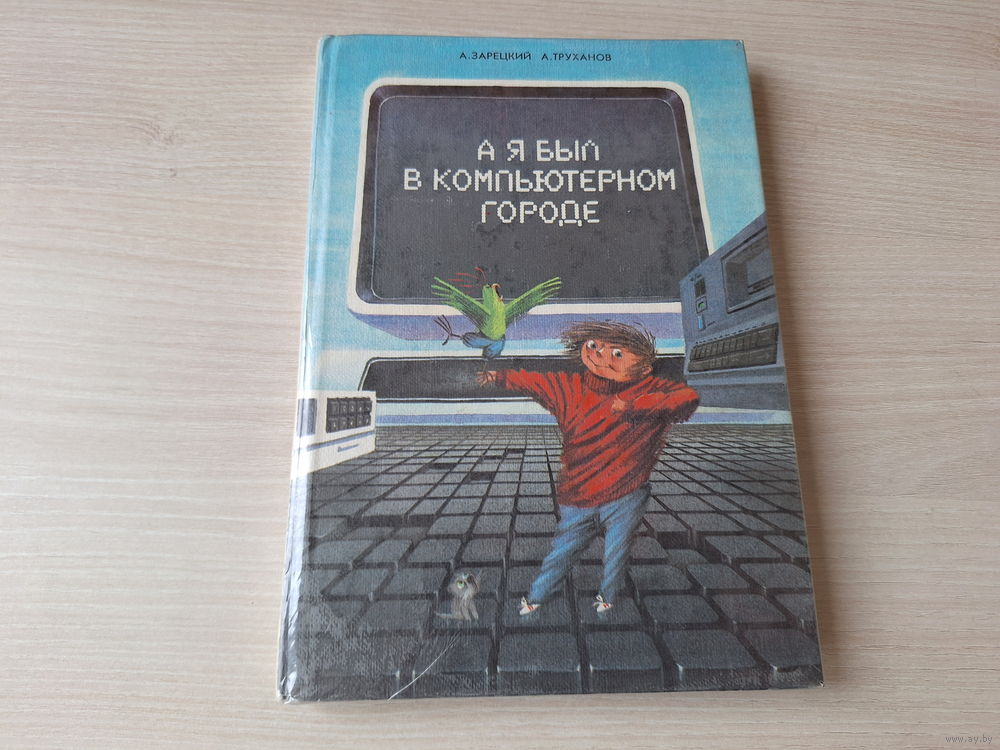 А.ЗАРЕЦКИЙ А.ТРУХАНОВ
А Я БЫЛ
В КОМПЬЮТЕРНОМ
ГОРОДЕ
www.ay.by